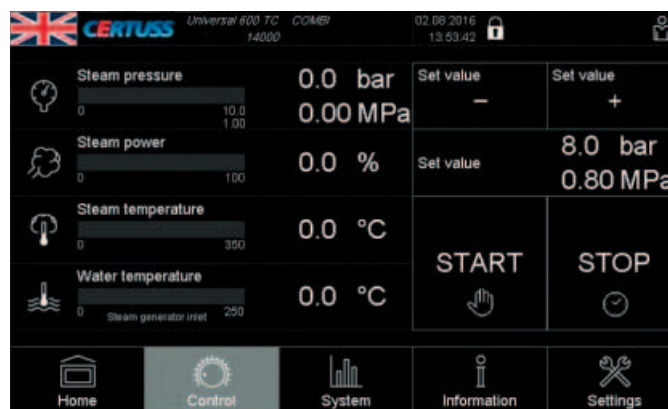 CERTUSS Universal 600 TC COMBI 02.08.2016
14000 13:53:42
Steam pressure 0.0 bar Set value Set value
0 10.0 0.00 MPa - +
1.00
Steam power 0.0 % Set value 8.0 bar
0 100 0.80 MPa
Steam temperature 0.0 °C
0 350
START STOP
Water temperature 0.0 °C
0 Steam generator inlet 250
Home Control System Information Settings